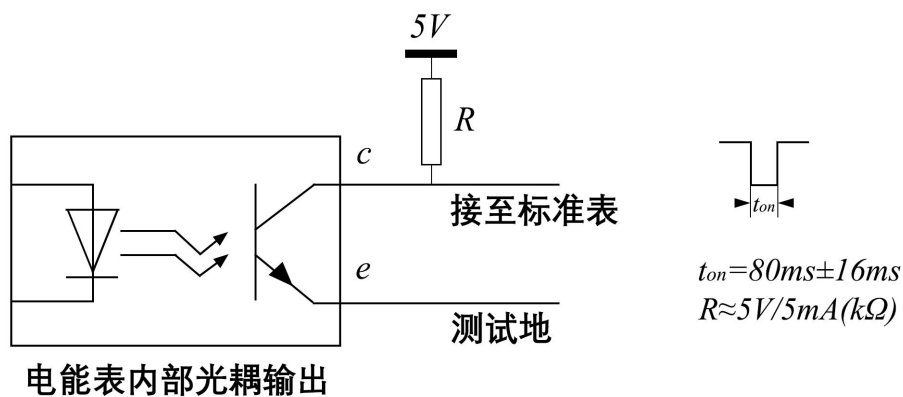 5V
R
c
接至标准表
e
测试地
电能表内部光耦输出
ton
ton=80ms±16ms
R≈5V/5mA(kΩ)